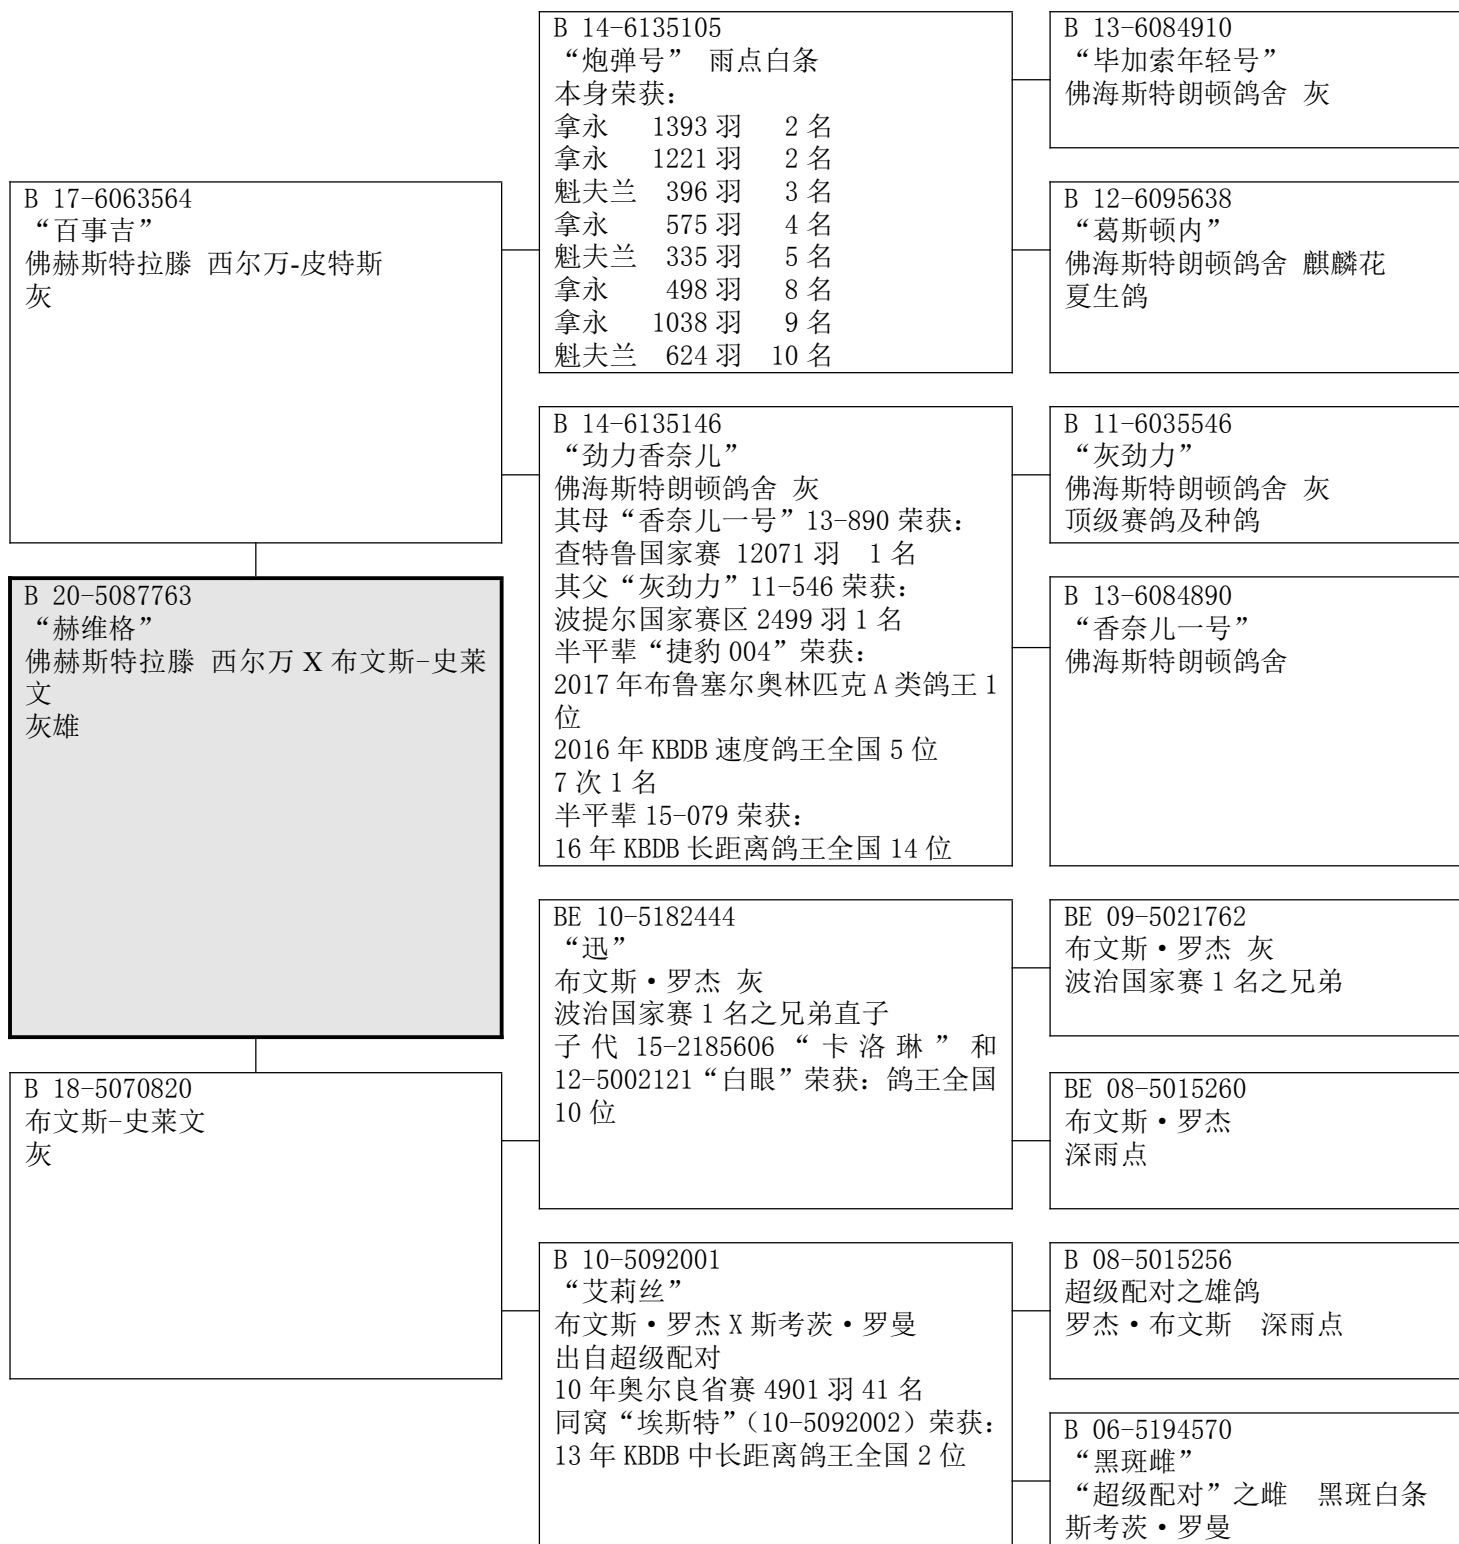 B 17-6063564
“百事吉”
佛赫斯特拉滕 西尔万-皮特斯
灰
B 20-5087763
“赫维格”
佛赫斯特拉滕 西尔万 X 布文斯-史莱
文
灰雄
B 18-5070820
布文斯-史莱文
灰
B 14-6135105
“炮弹号” 雨点白条
本身荣获：
拿永 1393 羽 2 名
拿永 1221 羽 2 名
魁夫兰 396 羽 3 名
拿永 575 羽 4 名
魁夫兰 335 羽 5 名
拿永 498 羽 8 名
拿永 1038 羽 9 名
魁夫兰 624 羽 10 名
B 14-6135146
“劲力香奈儿”
佛海斯特朗顿鸽舍 灰
其母“香奈儿一号”13-890 荣获：
查特鲁国家赛 12071 羽 1 名
其父“灰劲力”11-546 荣获：
波提尔国家赛区 2499 羽 1 名
半平辈“捷豹 004”荣获：
2017 年布鲁塞尔奥林匹克 A 类鸽王 1
位
2016 年 KBDB 速度鸽王全国 5 位
7 次 1 名
半平辈 15-079 荣获：
16 年 KBDB 长距离鸽王全国 14 位
BE 10-5182444
“迅”
布文斯·罗杰 灰
波治国家赛 1 名之兄弟直子
子代 15-2185606 “卡洛琳” 和
12-5002121“白眼”荣获：鸽王全国
10 位
B 10-5092001
“艾莉丝”
布文斯·罗杰 X 斯考茨·罗曼
出自超级配对
10 年奥尔良省赛 4901 羽 41 名
同窝“埃斯特”（10-5092002）荣获：
13 年 KBDB 中长距离鸽王全国 2 位
B 13-6084910
“毕加索年轻号”
佛海斯特朗顿鸽舍 灰
B 12-6095638
“葛斯顿内”
佛海斯特朗顿鸽舍 麒麟花
夏生鸽
B 11-6035546
“灰劲力”
佛海斯特朗顿鸽舍 灰
顶级赛鸽及种鸽
B 13-6084890
“香奈儿一号”
佛海斯特朗顿鸽舍
BE 09-5021762
布文斯·罗杰 灰
波治国家赛 1 名之兄弟
BE 08-5015260
布文斯·罗杰
深雨点
B 08-5015256
超级配对之雄鸽
罗杰·布文斯 深雨点
B 06-5194570
“黑斑雌”
“超级配对”之雌 黑斑白条
斯考茨·罗曼